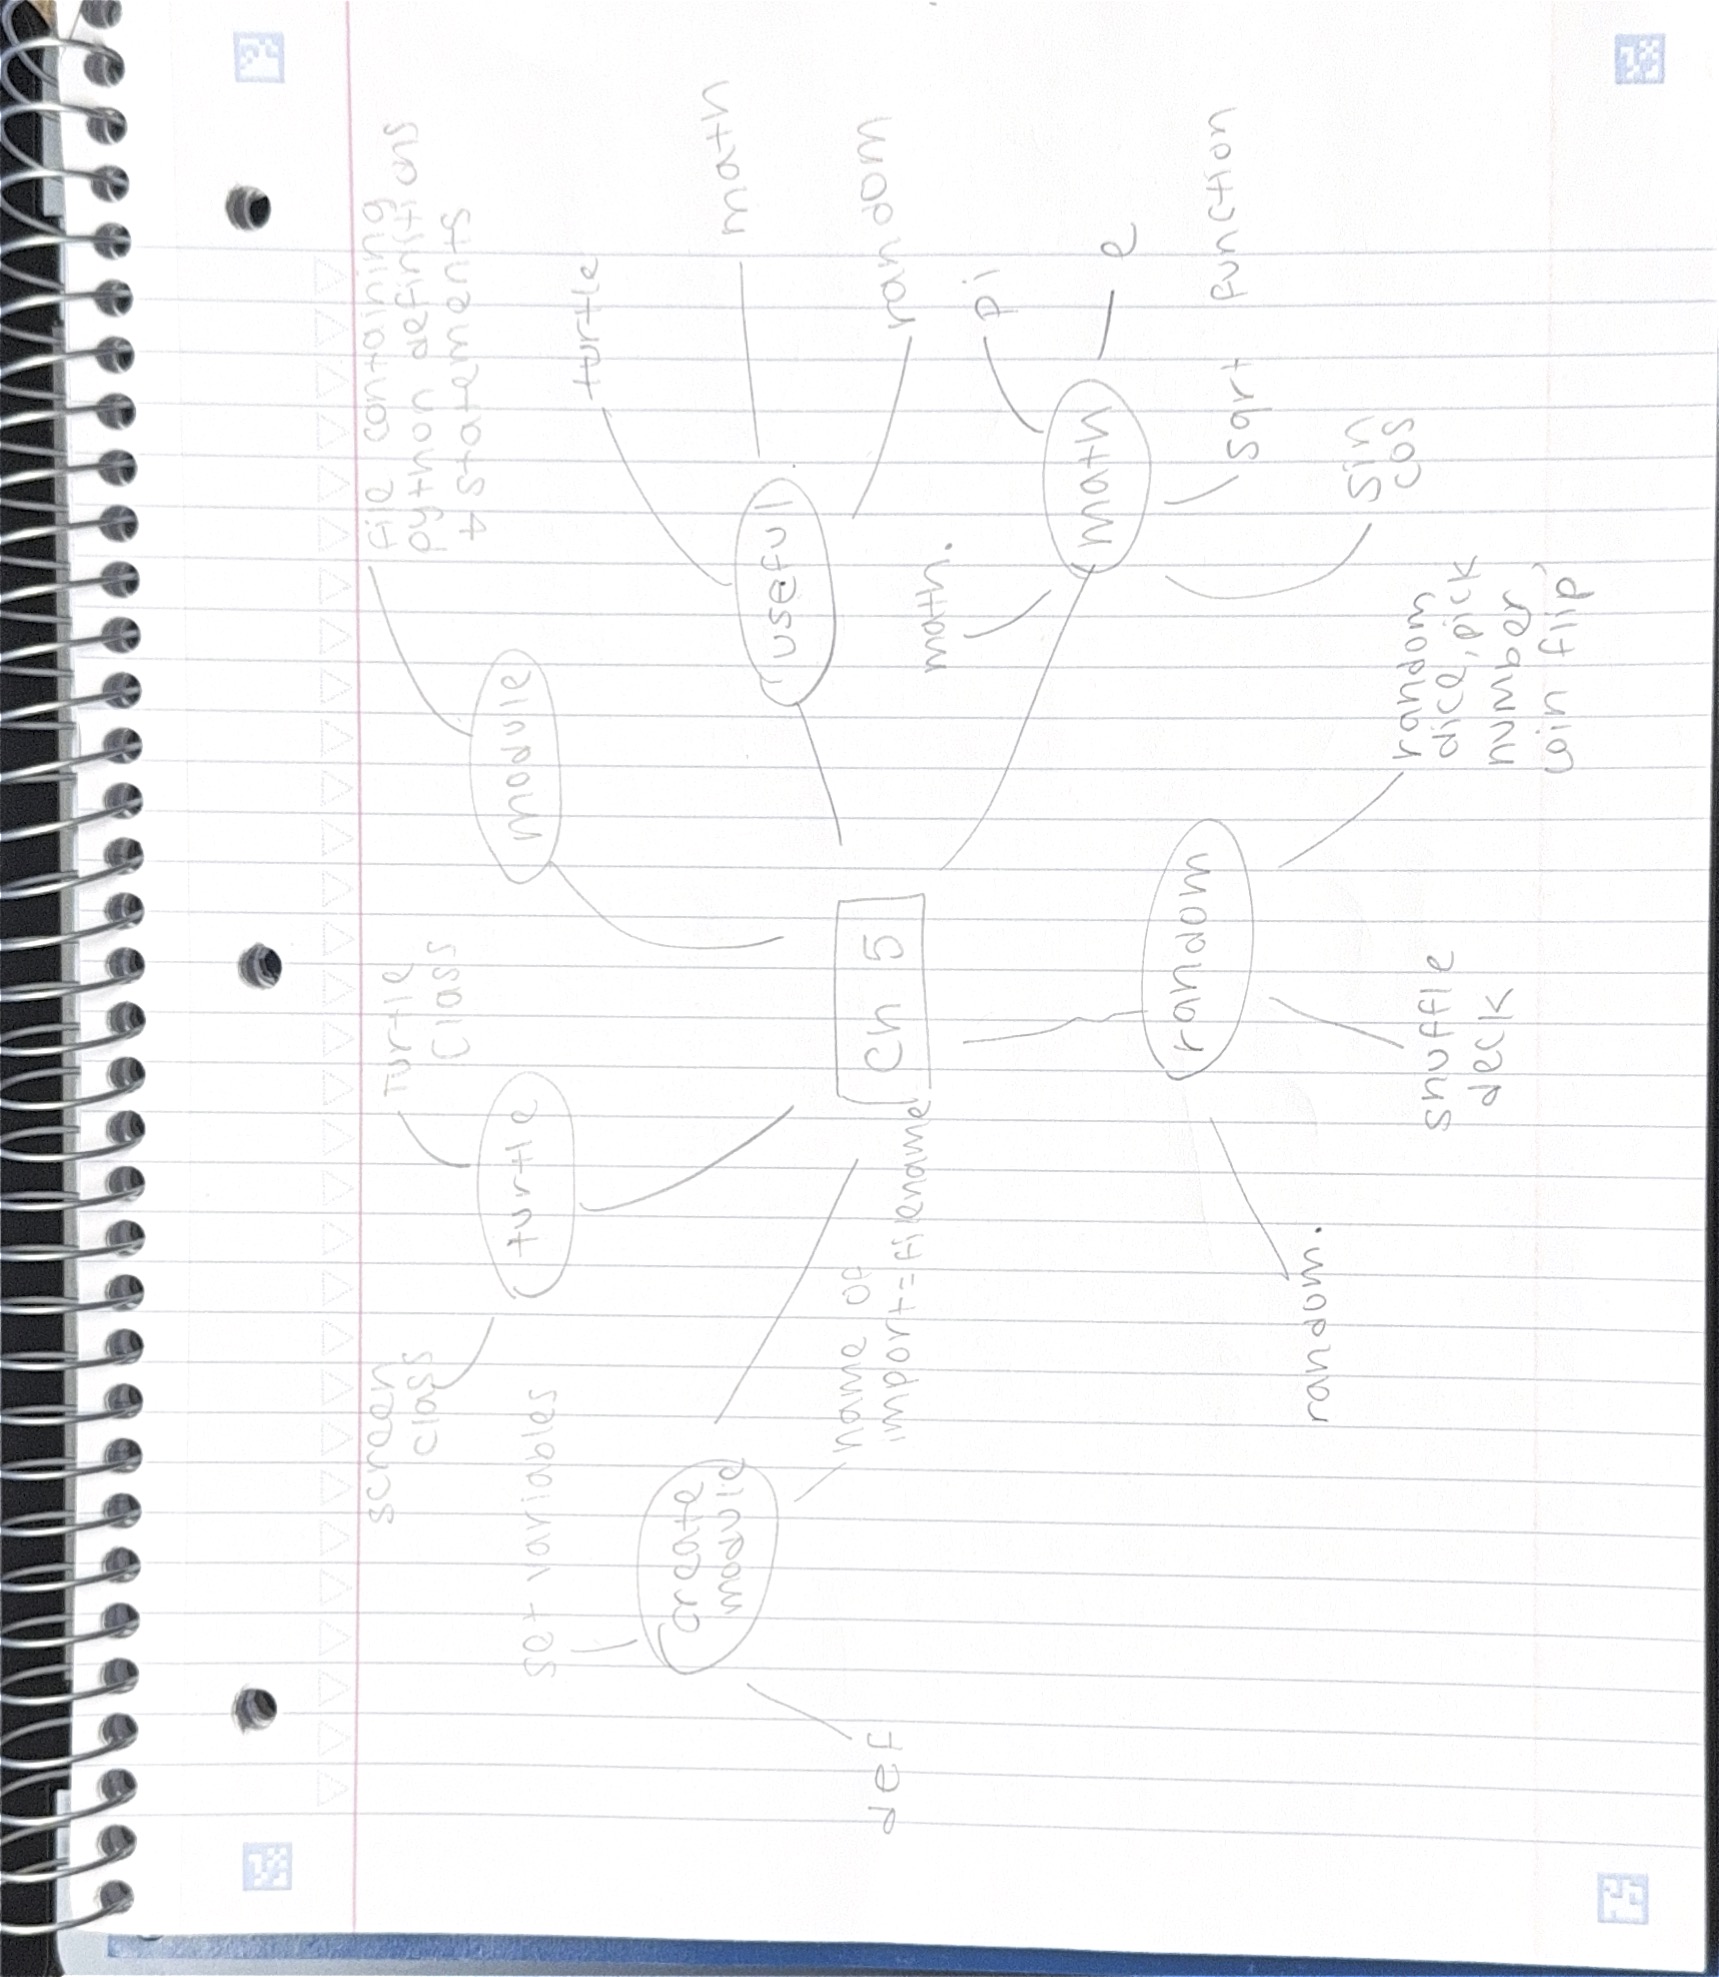 Ch 5
module
file containing
python definitions
+ statements
useful
turtle
math
random
math
math.
pi
e
sqrt function
sin
cos
random
random
dice, pick
number,
coin flip
shuffle
deck
random.
create
module
set variables
name of
import = filename
def
turtle
Turtle
Class
screen
class